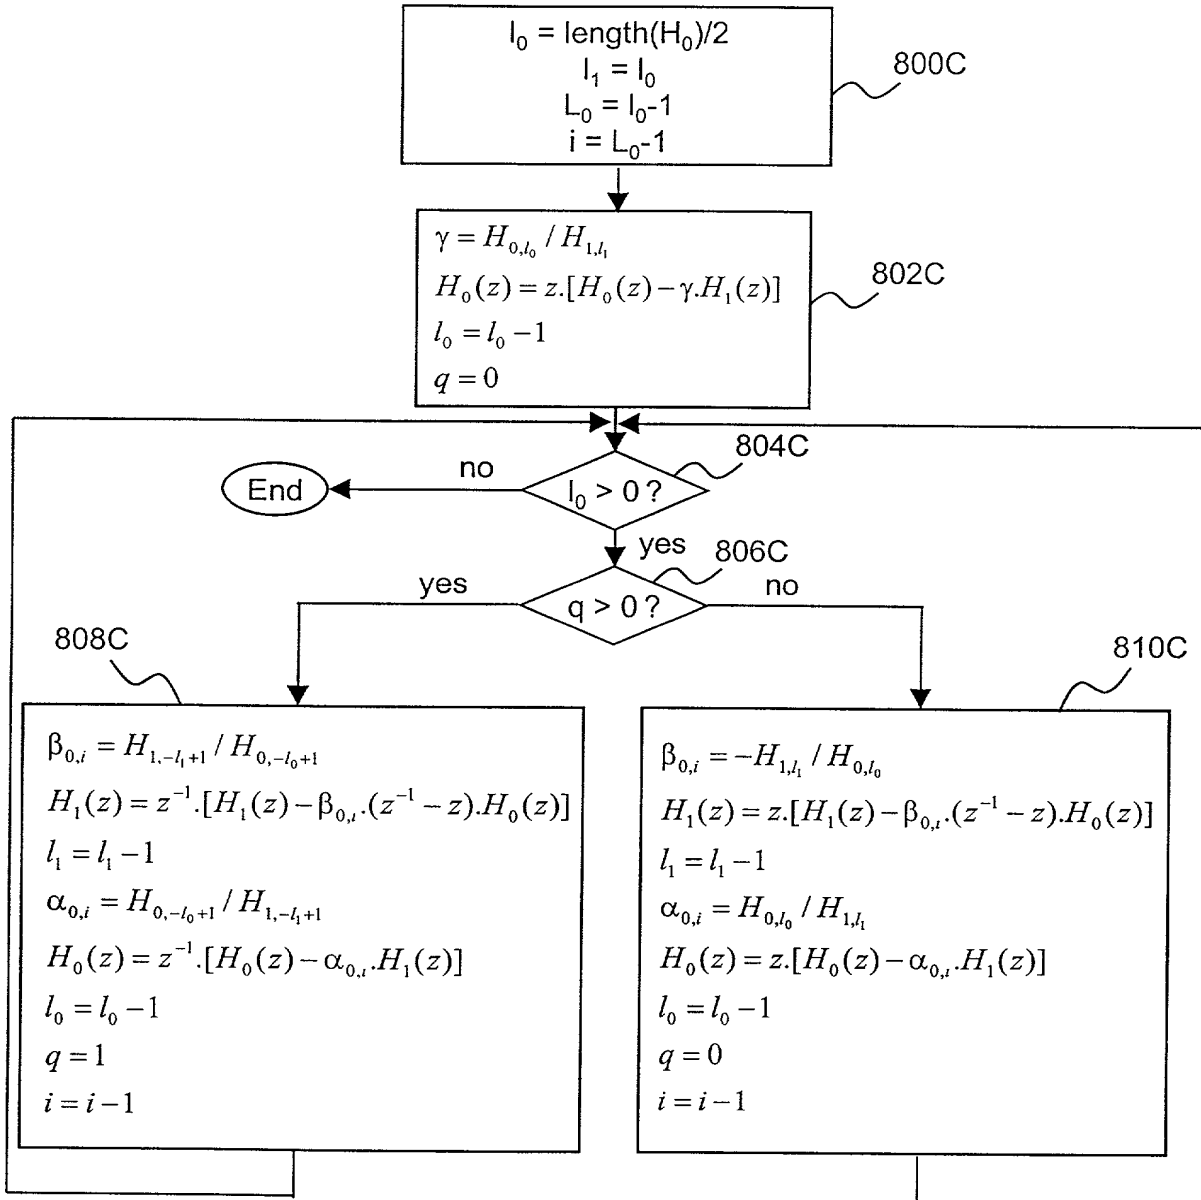 l₀ = length(H₀)/2
l₁ = l₀
L₀ = l₀-1
i = L₀-1
800C
γ = H₀,l₀ / H₁,l₁
H₀(z) = z.[H₀(z) − γ.H₁(z)]
l₀ = l₀ − 1
q = 0
802C
804C
no
End
l₀ > 0 ?
yes
806C
yes
q > 0 ?
no
808C
810C
β₀,i = H₁,−l₁+1 / H₀,−l₀+1
H₁(z) = z⁻¹.[H₁(z) − β₀,i.(z⁻¹ − z).H₀(z)]
l₁ = l₁ − 1
α₀,i = H₀,−l₀+1 / H₁,−l₁+1
H₀(z) = z⁻¹.[H₀(z) − α₀,i.H₁(z)]
l₀ = l₀ − 1
q = 1
i = i − 1
β₀,i = −H₁,l₁ / H₀,l₀
H₁(z) = z.[H₁(z) − β₀,i.(z⁻¹ − z).H₀(z)]
l₁ = l₁ − 1
α₀,i = H₀,l₀ / H₁,l₁
H₀(z) = z.[H₀(z) − α₀,i.H₁(z)]
l₀ = l₀ − 1
q = 0
i = i − 1